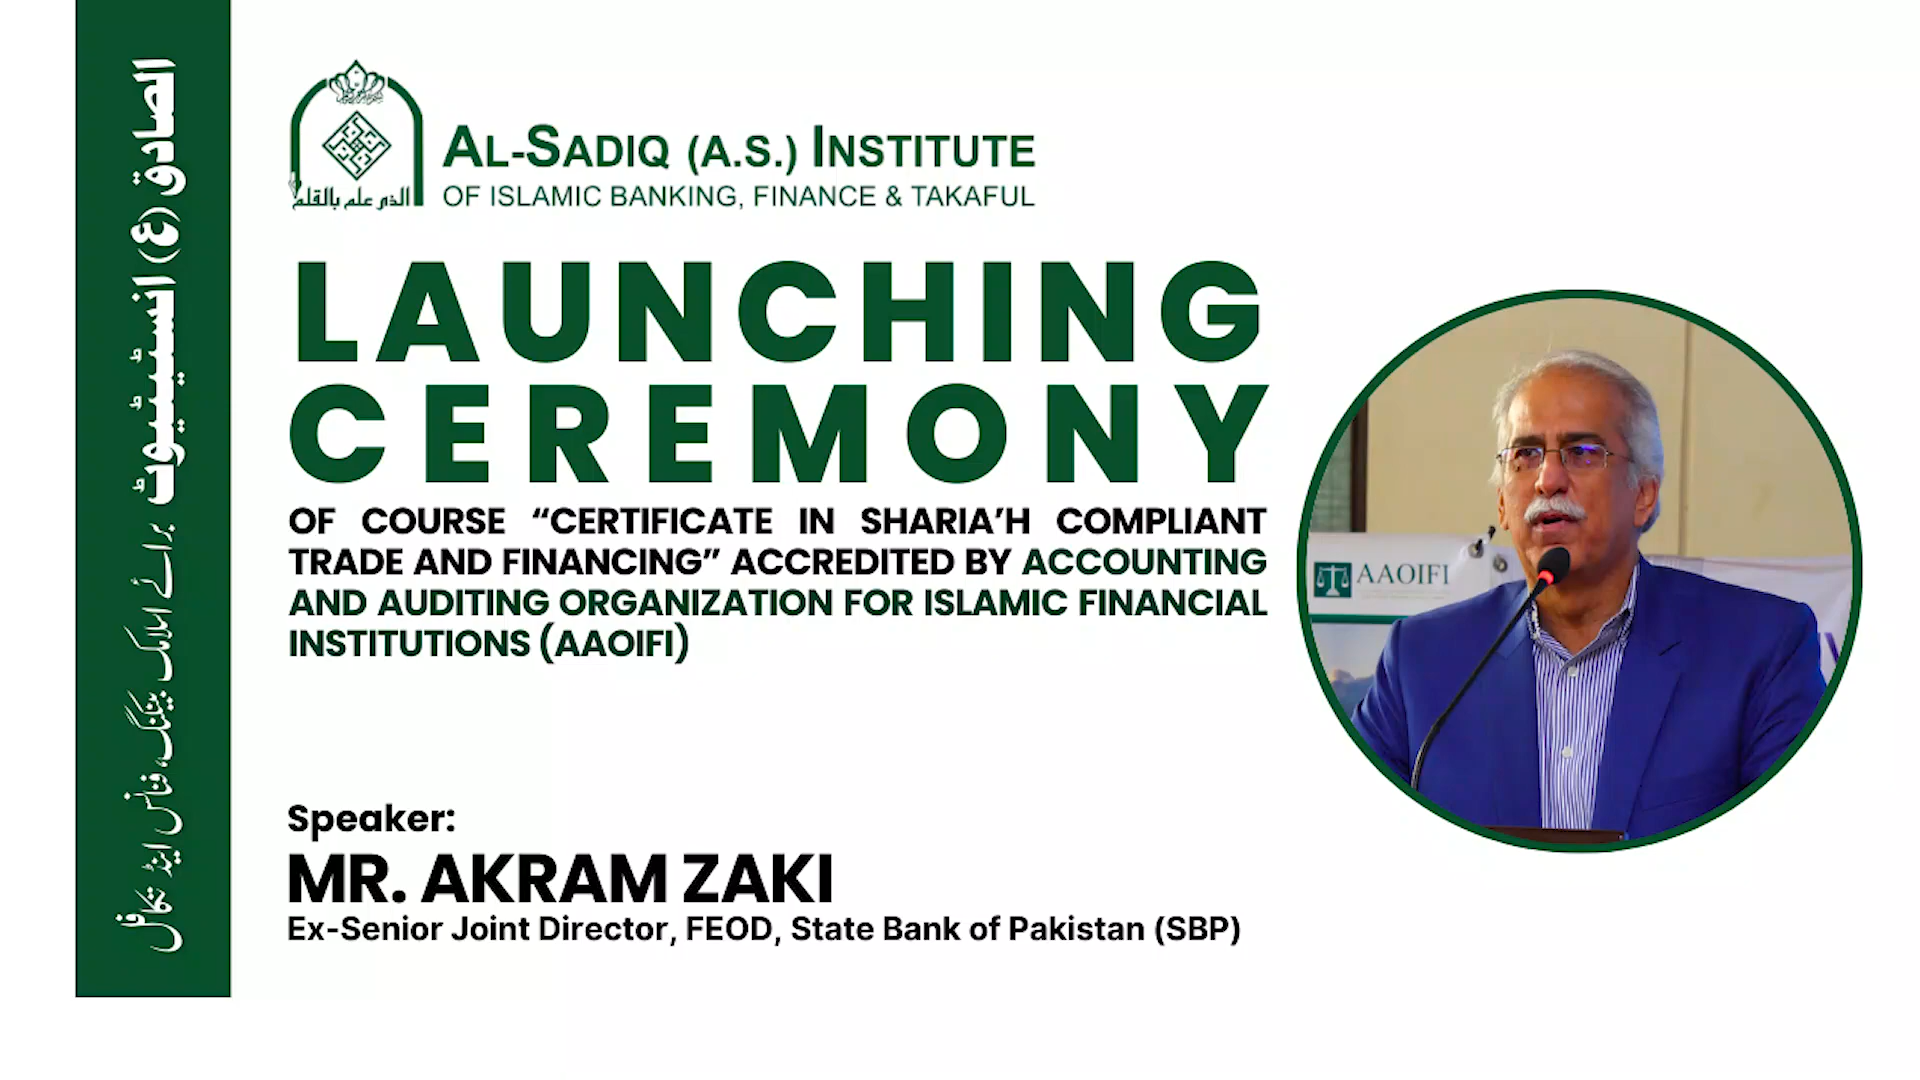 الصادق (ع) انسٹیٹیوٹ برائے اسلامک بینکنگ، فنانس اینڈ تکافل
الذی علم بالقلم
AL-SADIQ (A.S.) INSTITUTE
OF ISLAMIC BANKING, FINANCE & TAKAFUL
LAUNCHING
CEREMONY
OF COURSE “CERTIFICATE IN SHARIA’H COMPLIANT
TRADE AND FINANCING” ACCREDITED BY ACCOUNTING
AND AUDITING ORGANIZATION FOR ISLAMIC FINANCIAL
INSTITUTIONS (AAOIFI)
AAOIFI
Speaker:
MR. AKRAM ZAKI
Ex-Senior Joint Director, FEOD, State Bank of Pakistan (SBP)